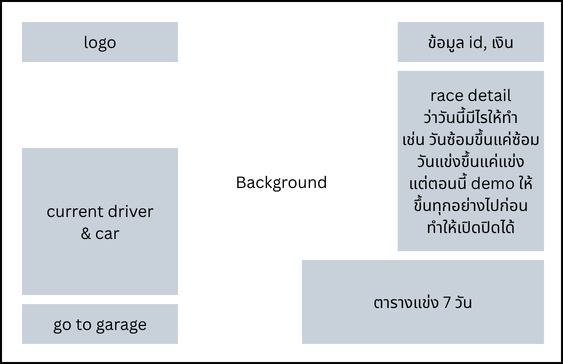 logo
ข้อมูล id, เงิน
race detail
ว่าวันนี้มีไรให้ทำ
เช่น วันซ้อมขึ้นแค่ซ้อม
วันแข่งขึ้นแค่แข่ง
แต่ตอนนี้ demo ให้
ขึ้นทุกอย่างไปก่อน
ทำให้เปิดปิดได้
Background
current driver
& car
ตารางแข่ง 7 วัน
go to garage